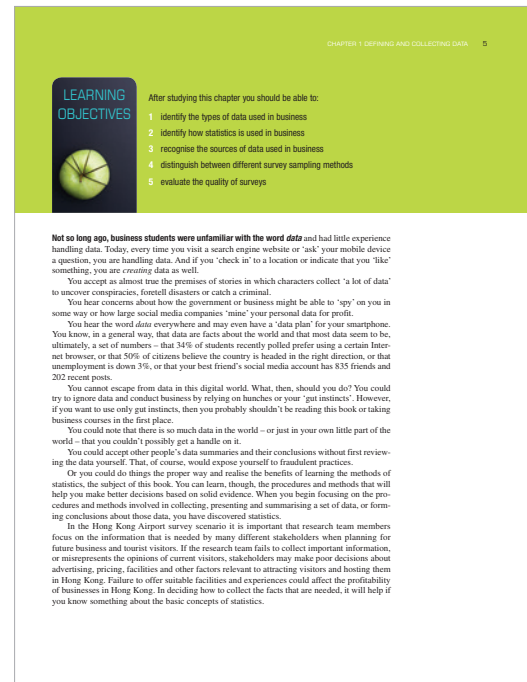 CHAPTER 1 DEFINING AND COLLECTING DATA 5
LEARNING
OBJECTIVES
After studying this chapter you should be able to:
1 identify the types of data used in business
2 identify how statistics is used in business
3 recognise the sources of data used in business
4 distinguish between different survey sampling methods
5 evaluate the quality of surveys
Not so long ago, business students were unfamiliar with the word data and had little experience
handling data. Today, every time you visit a search engine website or ‘ask’ your mobile device
a question, you are handling data. And if you ‘check in’ to a location or indicate that you ‘like’
something, you are creating data as well.
You accept as almost true the premises of stories in which characters collect ‘a lot of data’
to uncover conspiracies, foretell disasters or catch a criminal.
You hear concerns about how the government or business might be able to ‘spy’ on you in
some way or how large social media companies ‘mine’ your personal data for profit.
You hear the word data everywhere and may even have a ‘data plan’ for your smartphone.
You know, in a general way, that data are facts about the world and that most data seem to be,
ultimately, a set of numbers – that 34% of students recently polled prefer using a certain Inter-
net browser, or that 50% of citizens believe the country is headed in the right direction, or that
unemployment is down 3%, or that your best friend’s social media account has 835 friends and
202 recent posts.
You cannot escape from data in this digital world. What, then, should you do? You could
try to ignore data and conduct business by relying on hunches or your ‘gut instincts’. However,
if you want to use only gut instincts, then you probably shouldn’t be reading this book or taking
business courses in the first place.
You could note that there is so much data in the world – or just in your own little part of the
world – that you couldn’t possibly get a handle on it.
You could accept other people’s data summaries and their conclusions without first review-
ing the data yourself. That, of course, would expose yourself to fraudulent practices.
Or you could do things the proper way and realise the benefits of learning the methods of
statistics, the subject of this book. You can learn, though, the procedures and methods that will
help you make better decisions based on solid evidence. When you begin focusing on the pro-
cedures and methods involved in collecting, presenting and summarising a set of data, or form-
ing conclusions about those data, you have discovered statistics.
In the Hong Kong Airport survey scenario it is important that research team members
focus on the information that is needed by many different stakeholders when planning for
future business and tourist visitors. If the research team fails to collect important information,
or misrepresents the opinions of current visitors, stakeholders may make poor decisions about
advertising, pricing, facilities and other factors relevant to attracting visitors and hosting them
in Hong Kong. Failure to offer suitable facilities and experiences could affect the profitability
of businesses in Hong Kong. In deciding how to collect the facts that are needed, it will help if
you know something about the basic concepts of statistics.